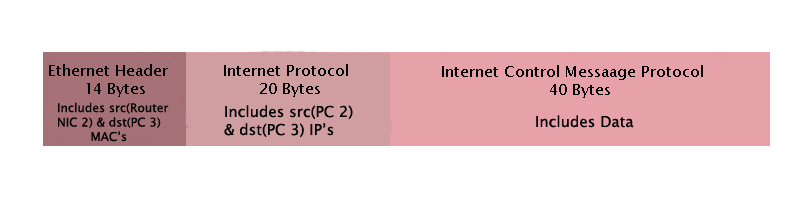 Ethernet Header
14 Bytes
Includes src(Router
NIC 2) & dst(PC 3)
MAC's
Internet Protocol
20 Bytes
Includes src(PC 2)
& dst(PC 3) IP's
Internet Control Messaage Protocol
40 Bytes
Includes Data